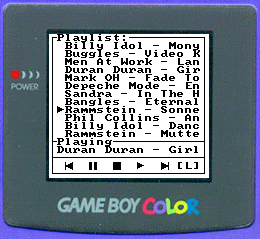 Playlist:
Billy Idol - Mony
Buggles - Video K
Men At Work - Lan
Duran Duran - Gir
Mark OH - Fade To
Depeche Mode - En
Sandra - In The H
Bangles - Eternal
▶Rammstein - Sonne
Phil Collins - An
Billy Idol - Danc
Rammstein - Mutte
Playing
Duran Duran - Girl
[L]
POWER
GAME BOY COLOR